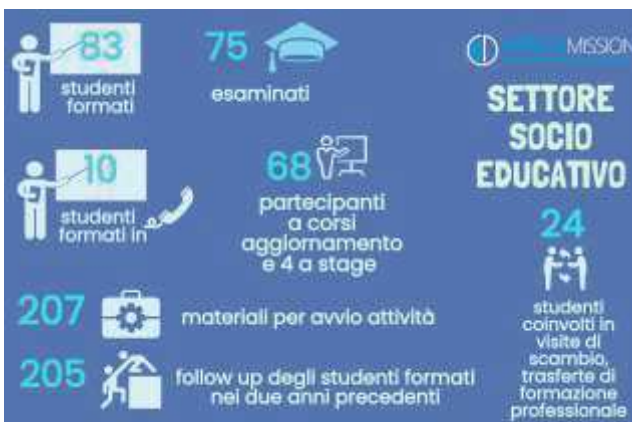 83
studenti
formati
75
esaminati
MISSION
SETTORE
SOCIO
EDUCATIVO
10
studenti
formati in
68
partecipanti
a corsi
aggiornamento
e 4 a stage
24
studenti
coinvolti in
visite di
scambio,
trasferte di
formazione
professionale
207
materiali per avvio attività
205
follow up degli studenti formati
nei due anni precedenti